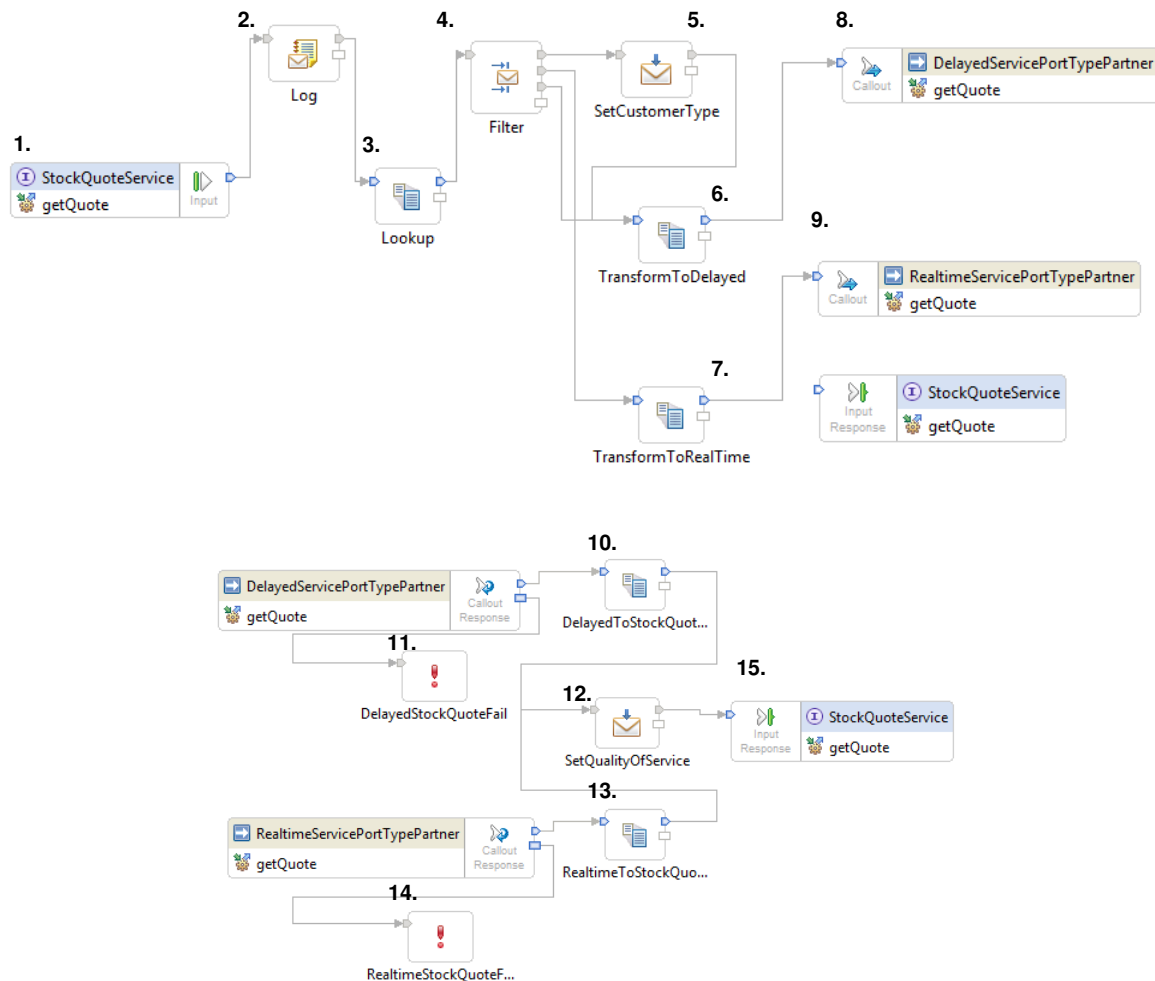 2.
Log
4.
Filter
5.
SetCustomerType
8.
Callout
DelayedServicePortTypePartner
getQuote
1.
StockQuoteService
getQuote
Input
3.
Lookup
6.
TransformToDelayed
9.
Callout
RealtimeServicePortTypePartner
getQuote
7.
TransformToRealTime
Input
Response
StockQuoteService
getQuote
10.
DelayedServicePortTypePartner
getQuote
Callout
Response
DelayedToStockQuot...
11.
DelayedStockQuoteFail
12.
SetQualityOfService
15.
Input
Response
StockQuoteService
getQuote
13.
RealtimeServicePortTypePartner
getQuote
Callout
Response
RealtimeToStockQuo...
14.
RealtimeStockQuoteF...